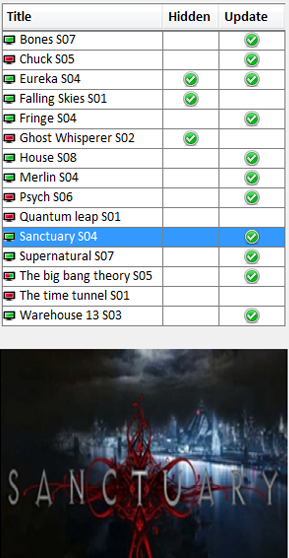 Title Hidden Update
Bones S07
Chuck S05
Eureka S04
Falling Skies S01
Fringe S04
Ghost Whisperer S02
House S08
Merlin S04
Psych S06
Quantum leap S01
Sanctuary S04
Supernatural S07
The big bang theory S05
The time tunnel S01
Warehouse 13 S03
SANCTUARY